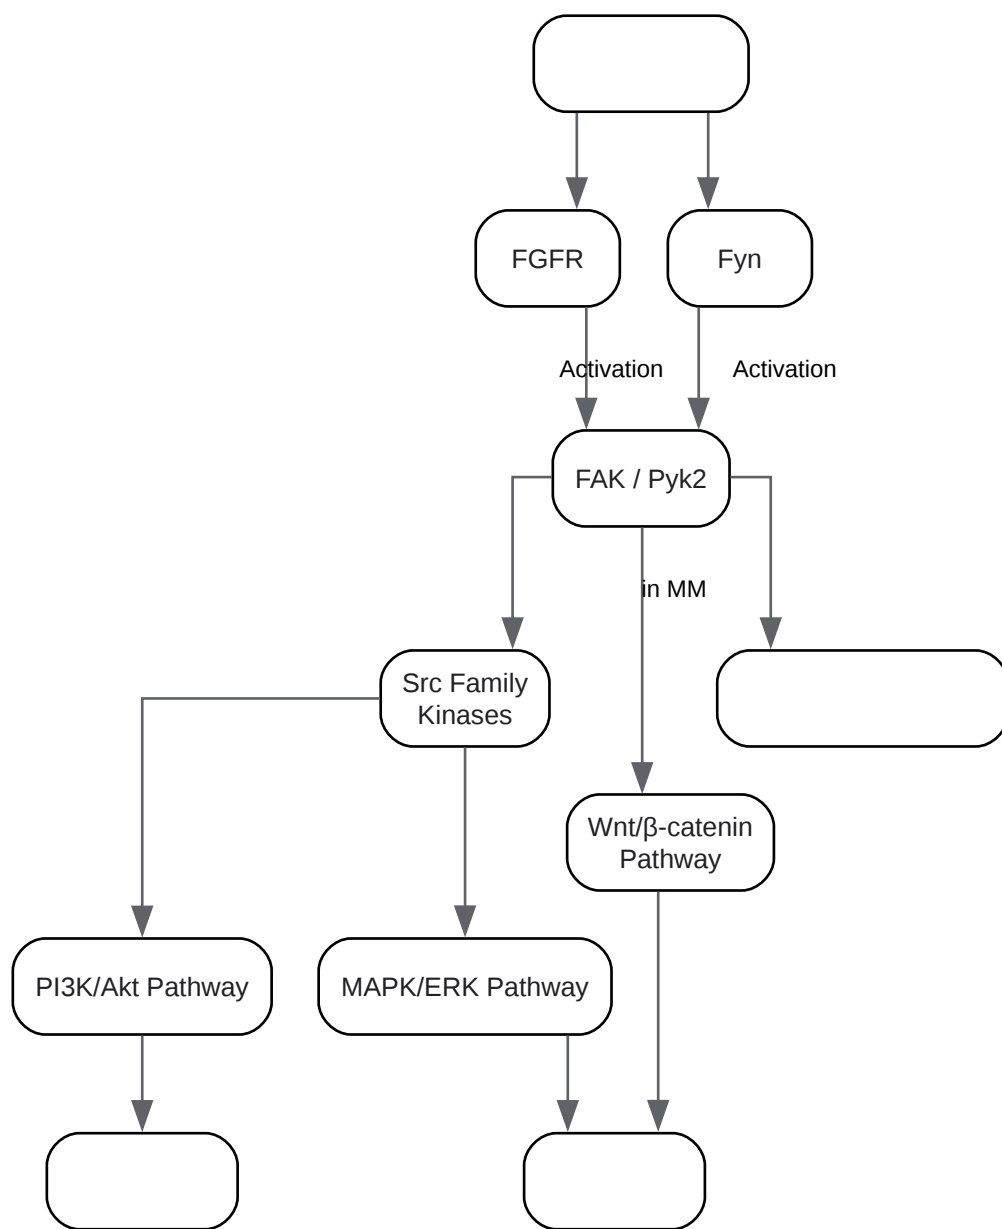 FGFR
Fyn
Activation
Activation
FAK / Pyk2
in MM
Src Family
Kinases
Wnt/β-catenin
Pathway
PI3K/Akt Pathway
MAPK/ERK Pathway